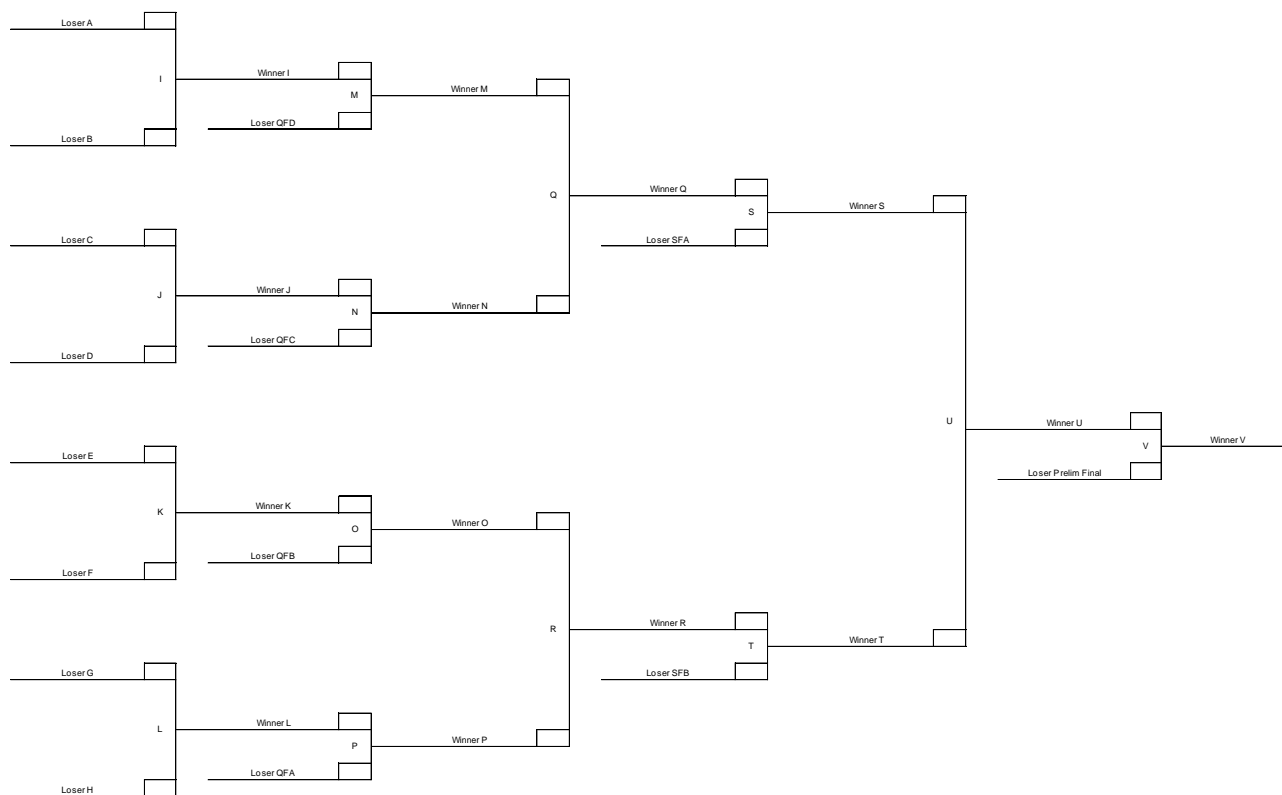 Loser A
I
Winner I
M
Winner M
Loser QFD
Loser B
Q
Winner Q
S
Winner S
Loser SFA
Loser C
J
Winner J
N
Winner N
Loser QFC
Loser D
U
Winner U
V
Winner V
Loser Prelim Final
Loser E
K
Winner K
O
Winner O
Loser QFB
Loser F
R
Winner R
T
Winner T
Loser SFB
Loser G
L
Winner L
P
Winner P
Loser QFA
Loser H